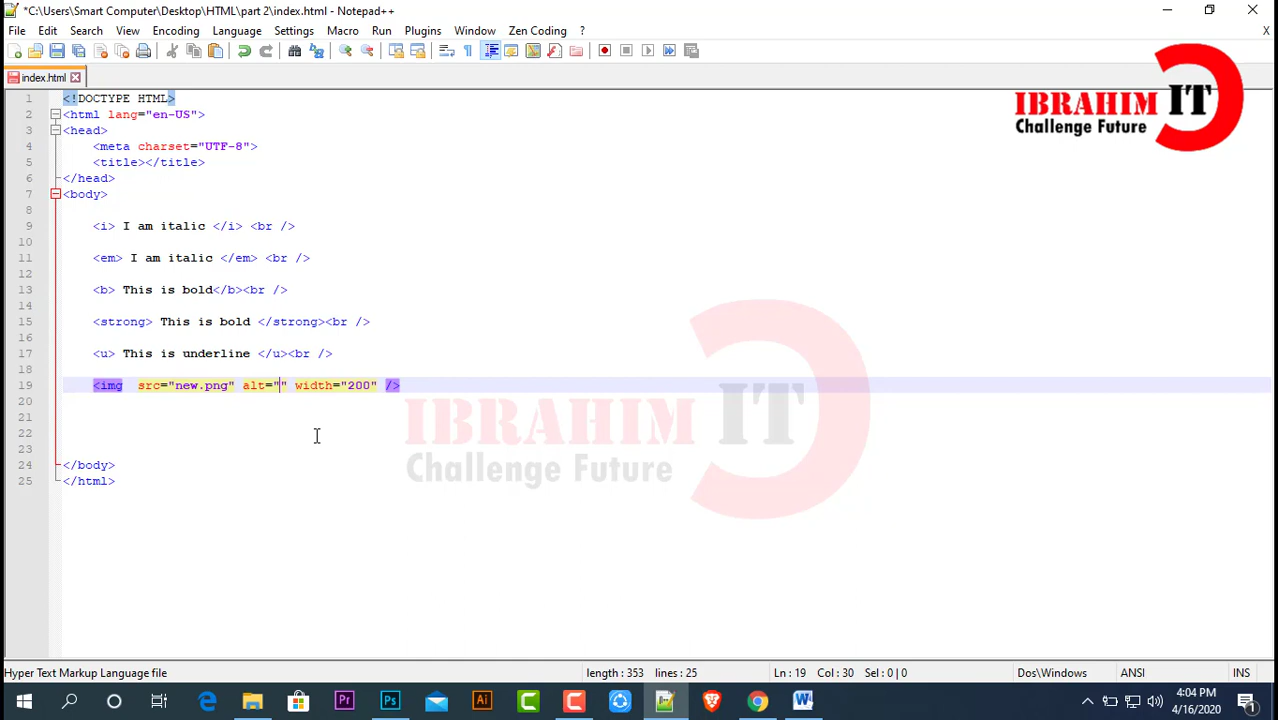 *C:\Users\Smart Computer\Desktop\HTML\part 2\index.html - Notepad++
File Edit Search View Encoding Language Settings Macro Run Plugins Window Zen Coding ? X
index.html
IBRAHIM IT
Challenge Future
1 <!DOCTYPE HTML>
2 <html lang="en-US">
3 <head>
4 <meta charset="UTF-8">
5 <title></title>
6 </head>
7 <body>
8
9 <i> I am italic </i> <br />
10
11 <em> I am italic </em> <br />
12
13 <b> This is bold</b><br />
14
15 <strong> This is bold </strong><br />
16
17 <u> This is underline </u><br />
18
19 <img  src="new.png" alt="" width="200" />
20
21
22
23
24 </body>
25 </html>
IBRAHIM IT
Challenge Future
Hyper Text Markup Language file length : 353 lines : 25 Ln : 19 Col : 30 Sel : 0 | 0 Dos\Windows ANSI INS
4:04 PM
4/16/2020